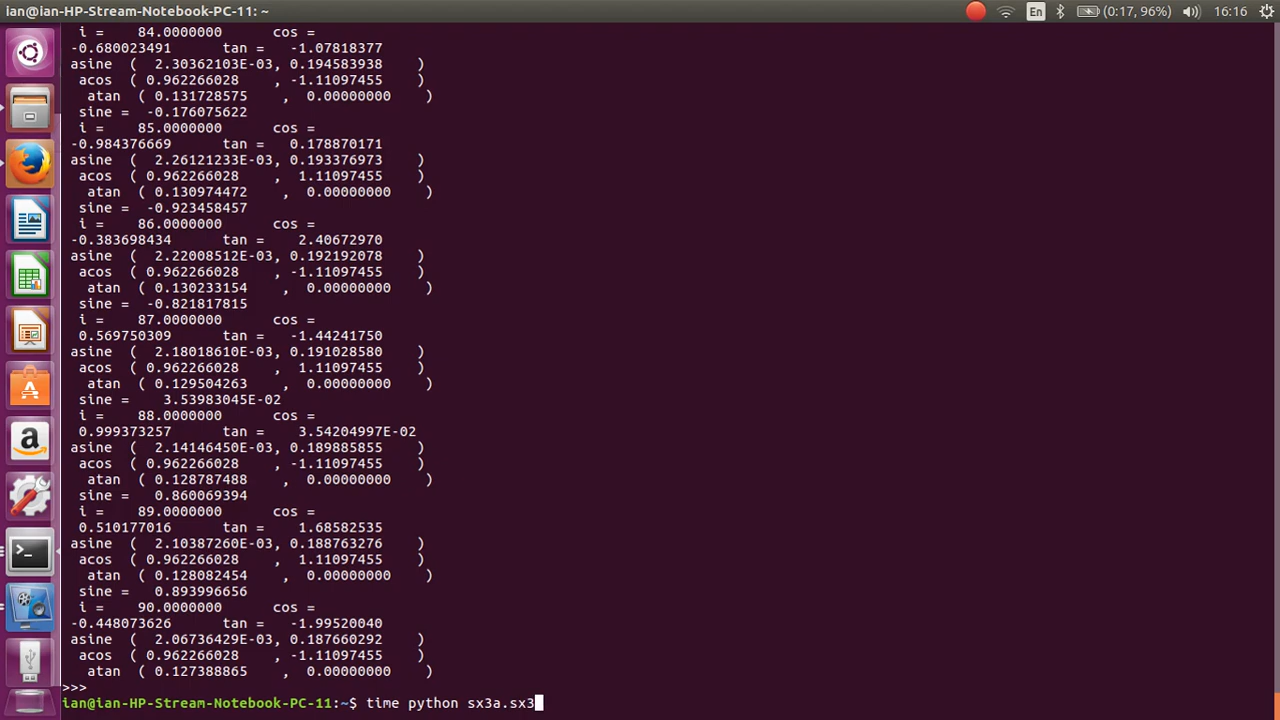 ian@ian-HP-Stream-Notebook-PC-11: ~ En (0:17, 96%) 16:16
i = 84.0000000 cos =
-0.680023491 tan = -1.07818377
asine ( 2.30362103E-03, 0.194583938 )
acos ( 0.962266028 , -1.11097455 )
atan ( 0.131728575 , 0.00000000 )
sine = -0.176075622
i = 85.0000000 cos =
-0.984376669 tan = 0.178870171
asine ( 2.26121233E-03, 0.193376973 )
acos ( 0.962266028 , 1.11097455 )
atan ( 0.130974472 , 0.00000000 )
sine = -0.923458457
i = 86.0000000 cos =
-0.383698434 tan = 2.40672970
asine ( 2.22008512E-03, 0.192192078 )
acos ( 0.962266028 , -1.11097455 )
atan ( 0.130233154 , 0.00000000 )
sine = -0.821817815
i = 87.0000000 cos =
0.569750309 tan = -1.44241750
asine ( 2.18018610E-03, 0.191028580 )
acos ( 0.962266028 , 1.11097455 )
atan ( 0.129504263 , 0.00000000 )
sine = 3.53983045E-02
i = 88.0000000 cos =
0.999373257 tan = 3.54204997E-02
asine ( 2.14146450E-03, 0.189885855 )
acos ( 0.962266028 , -1.11097455 )
atan ( 0.128787488 , 0.00000000 )
sine = 0.860069394
i = 89.0000000 cos =
0.510177016 tan = 1.68582535
asine ( 2.10387260E-03, 0.188763276 )
acos ( 0.962266028 , 1.11097455 )
atan ( 0.128082454 , 0.00000000 )
sine = 0.893996656
i = 90.0000000 cos =
-0.448073626 tan = -1.99520040
asine ( 2.06736429E-03, 0.187660292 )
acos ( 0.962266028 , -1.11097455 )
atan ( 0.127388865 , 0.00000000 )
>>>
ian@ian-HP-Stream-Notebook-PC-11:~$ time python sx3a.sx3